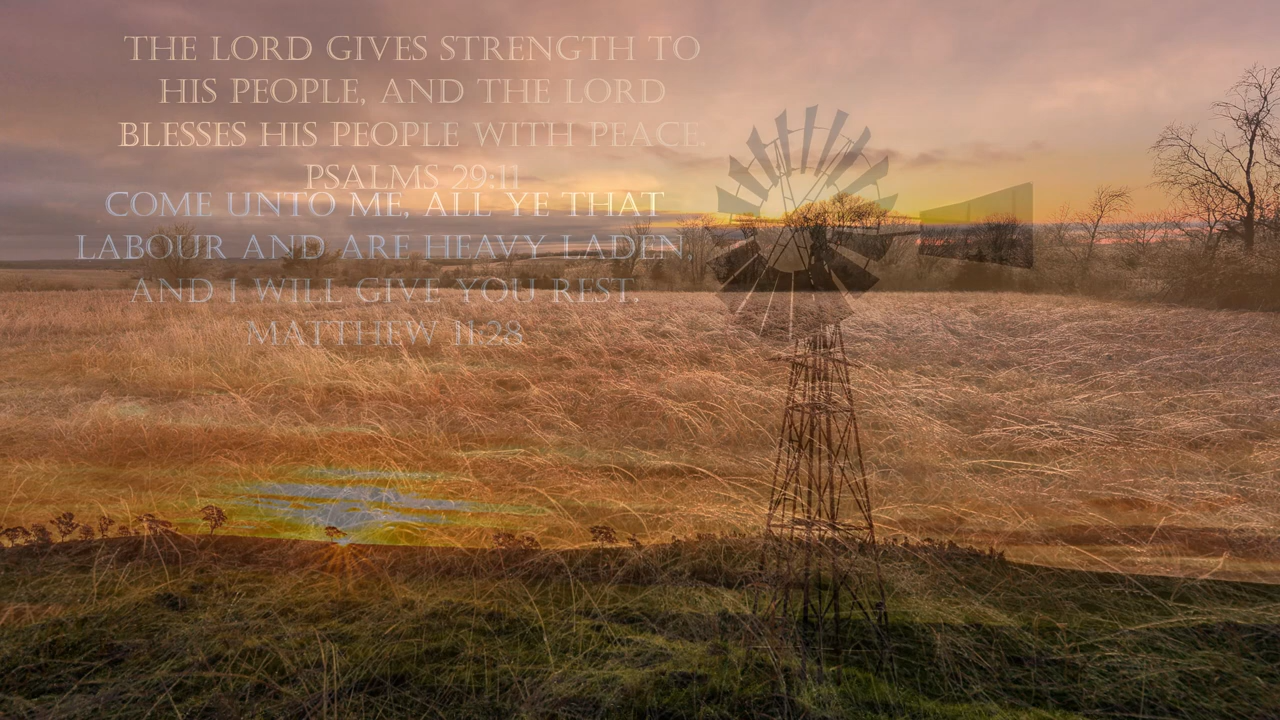 THE LORD GIVES STRENGTH TO
HIS PEOPLE, AND THE LORD
BLESSES HIS PEOPLE WITH PEACE.
PSALMS 29:11
COME UNTO ME, ALL YE THAT
LABOUR AND ARE HEAVY LADEN,
AND I WILL GIVE YOU REST.
MATTHEW 11:28